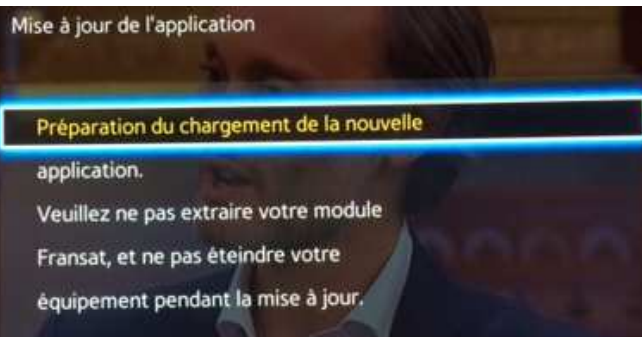 Mise à jour de l'application
Préparation du chargement de la nouvelle
application.
Veuillez ne pas extraire votre module
Fransat, et ne pas éteindre votre
équipement pendant la mise à jour.